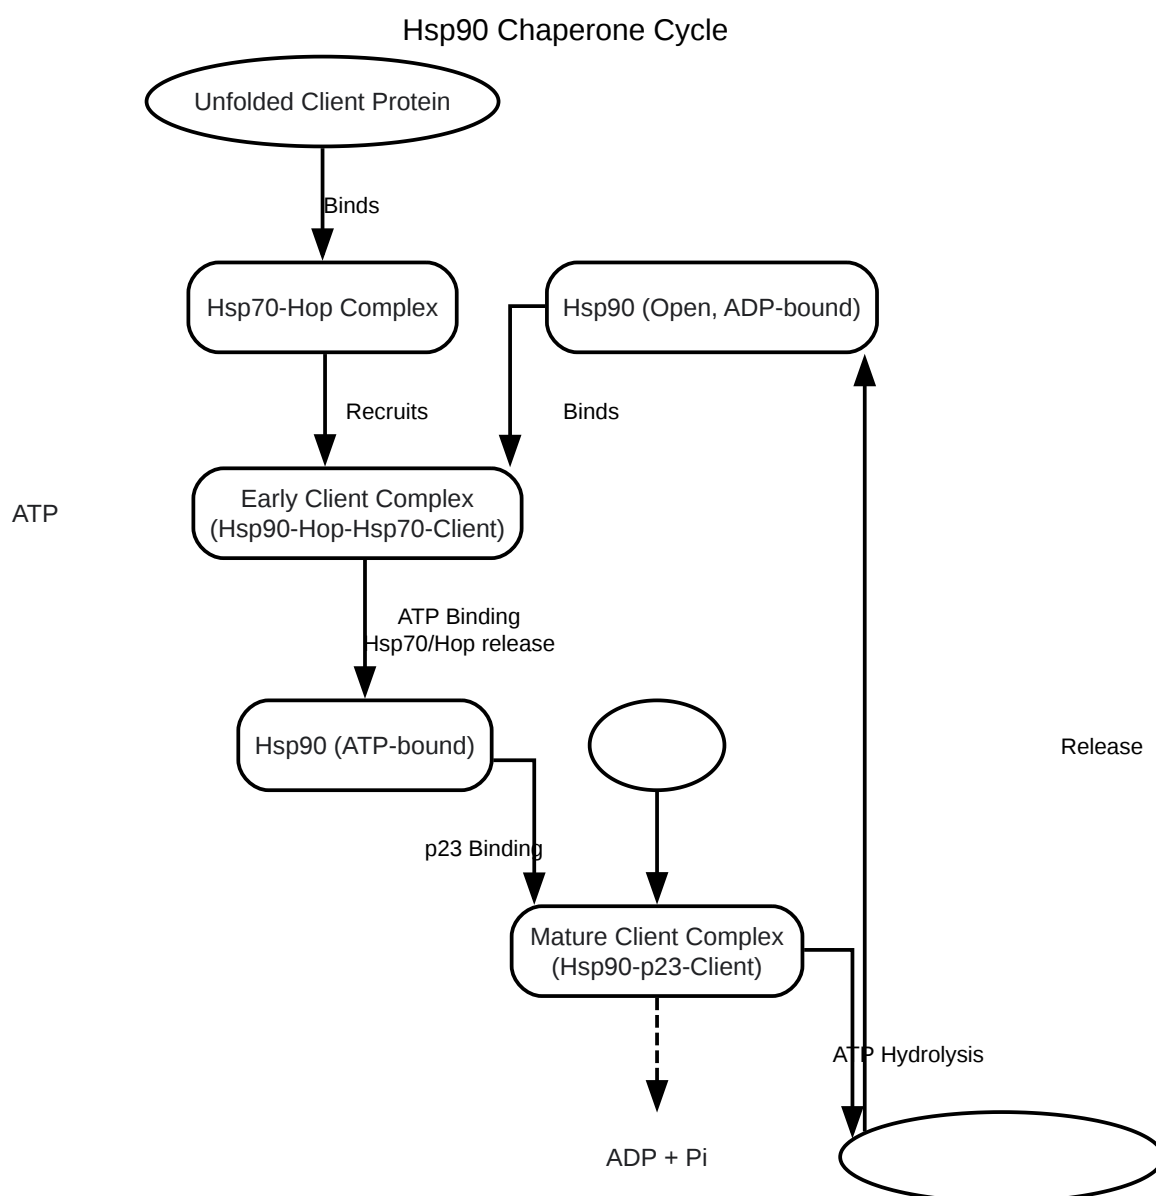 Hsp90 Chaperone Cycle
Unfolded Client Protein
Binds
Hsp70-Hop Complex
Hsp90 (Open, ADP-bound)
Recruits
Binds
Early Client Complex
(Hsp90-Hop-Hsp70-Client)
ATP
ATP Binding
Hsp70/Hop release
Hsp90 (ATP-bound)
Release
p23 Binding
Mature Client Complex
(Hsp90-p23-Client)
ATP Hydrolysis
ADP + Pi